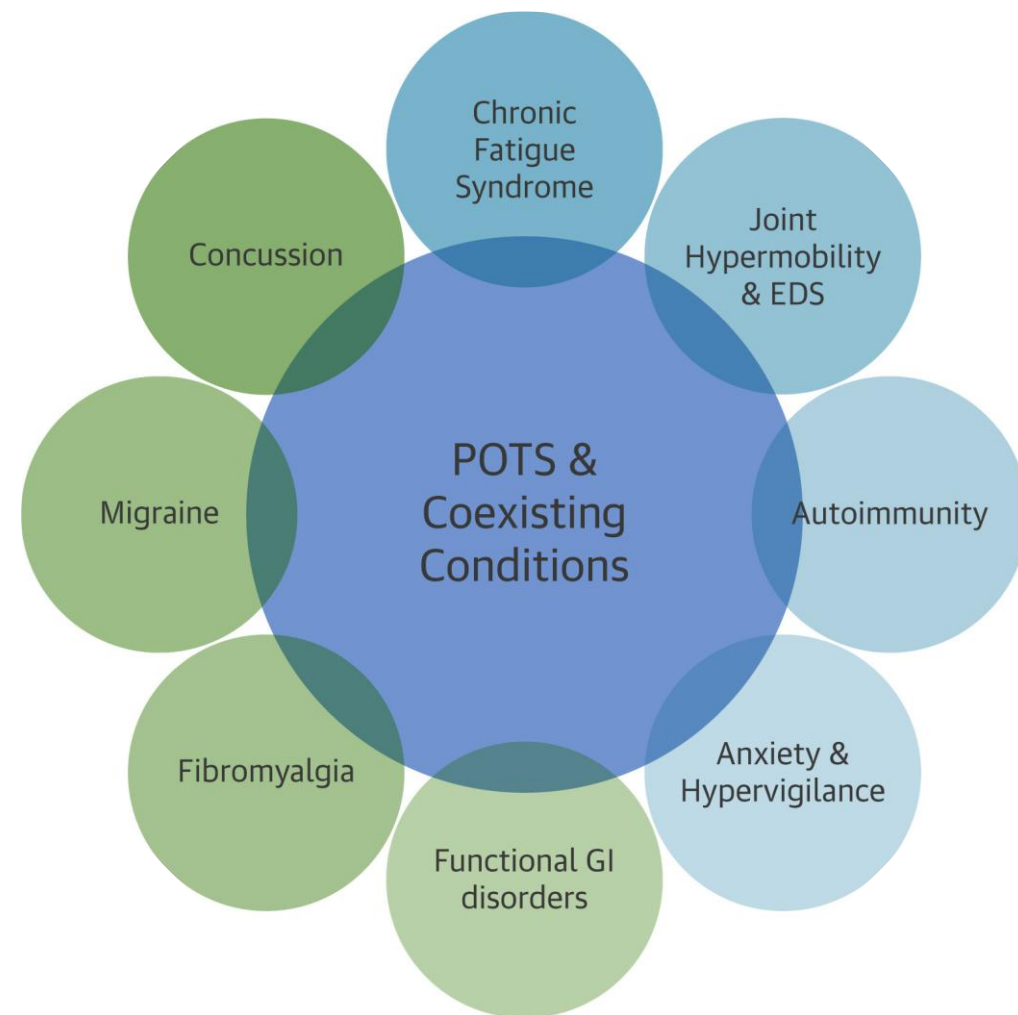 Chronic
Fatigue
Syndrome
Joint
Hypermobility
& EDS
Autoimmunity
Anxiety &
Hypervigilance
Functional GI
disorders
Fibromyalgia
Migraine
Concussion
POTS &
Coexisting
Conditions